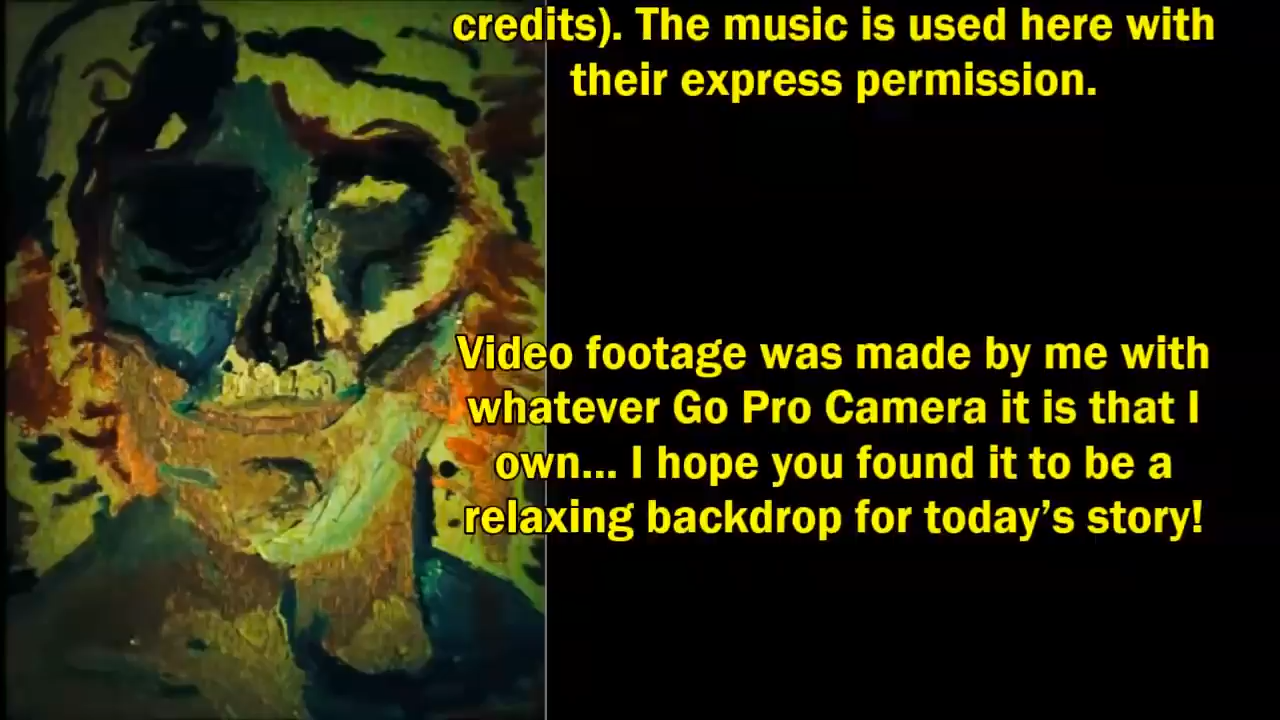 credits). The music is used here with
their express permission.
Video footage was made by me with
whatever Go Pro Camera it is that I
own... I hope you found it to be a
relaxing backdrop for today’s story!